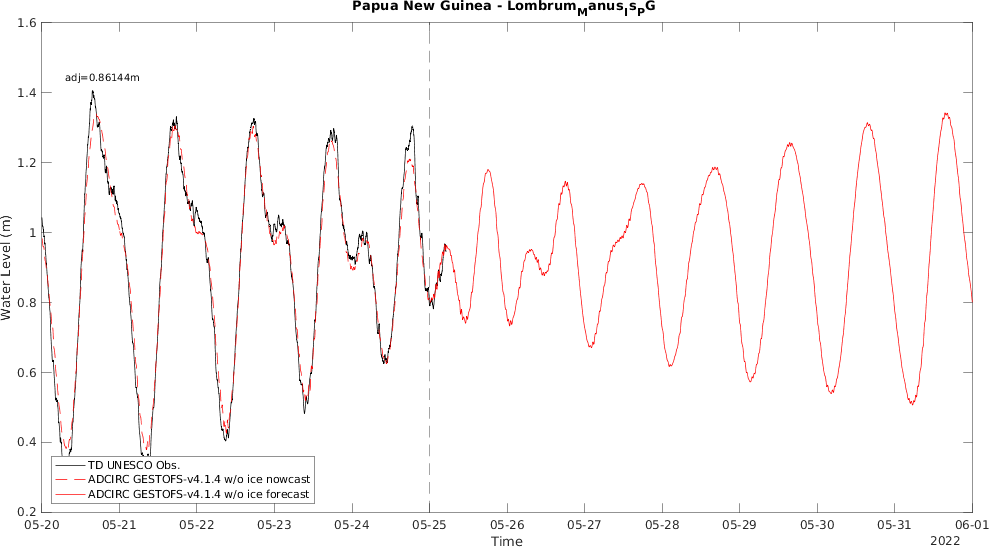 Papua New Guinea - LombrumManusIsPG
adj=0.86144m
Water Level (m)
1.6
1.4
1.2
1
0.8
0.6
0.4
0.2
TD UNESCO Obs.
ADCIRC GESTOFS-v4.1.4 w/o ice nowcast
ADCIRC GESTOFS-v4.1.4 w/o ice forecast
05-20 05-21 05-22 05-23 05-24 05-25 05-26 05-27 05-28 05-29 05-30 05-31 06-01
Time
2022